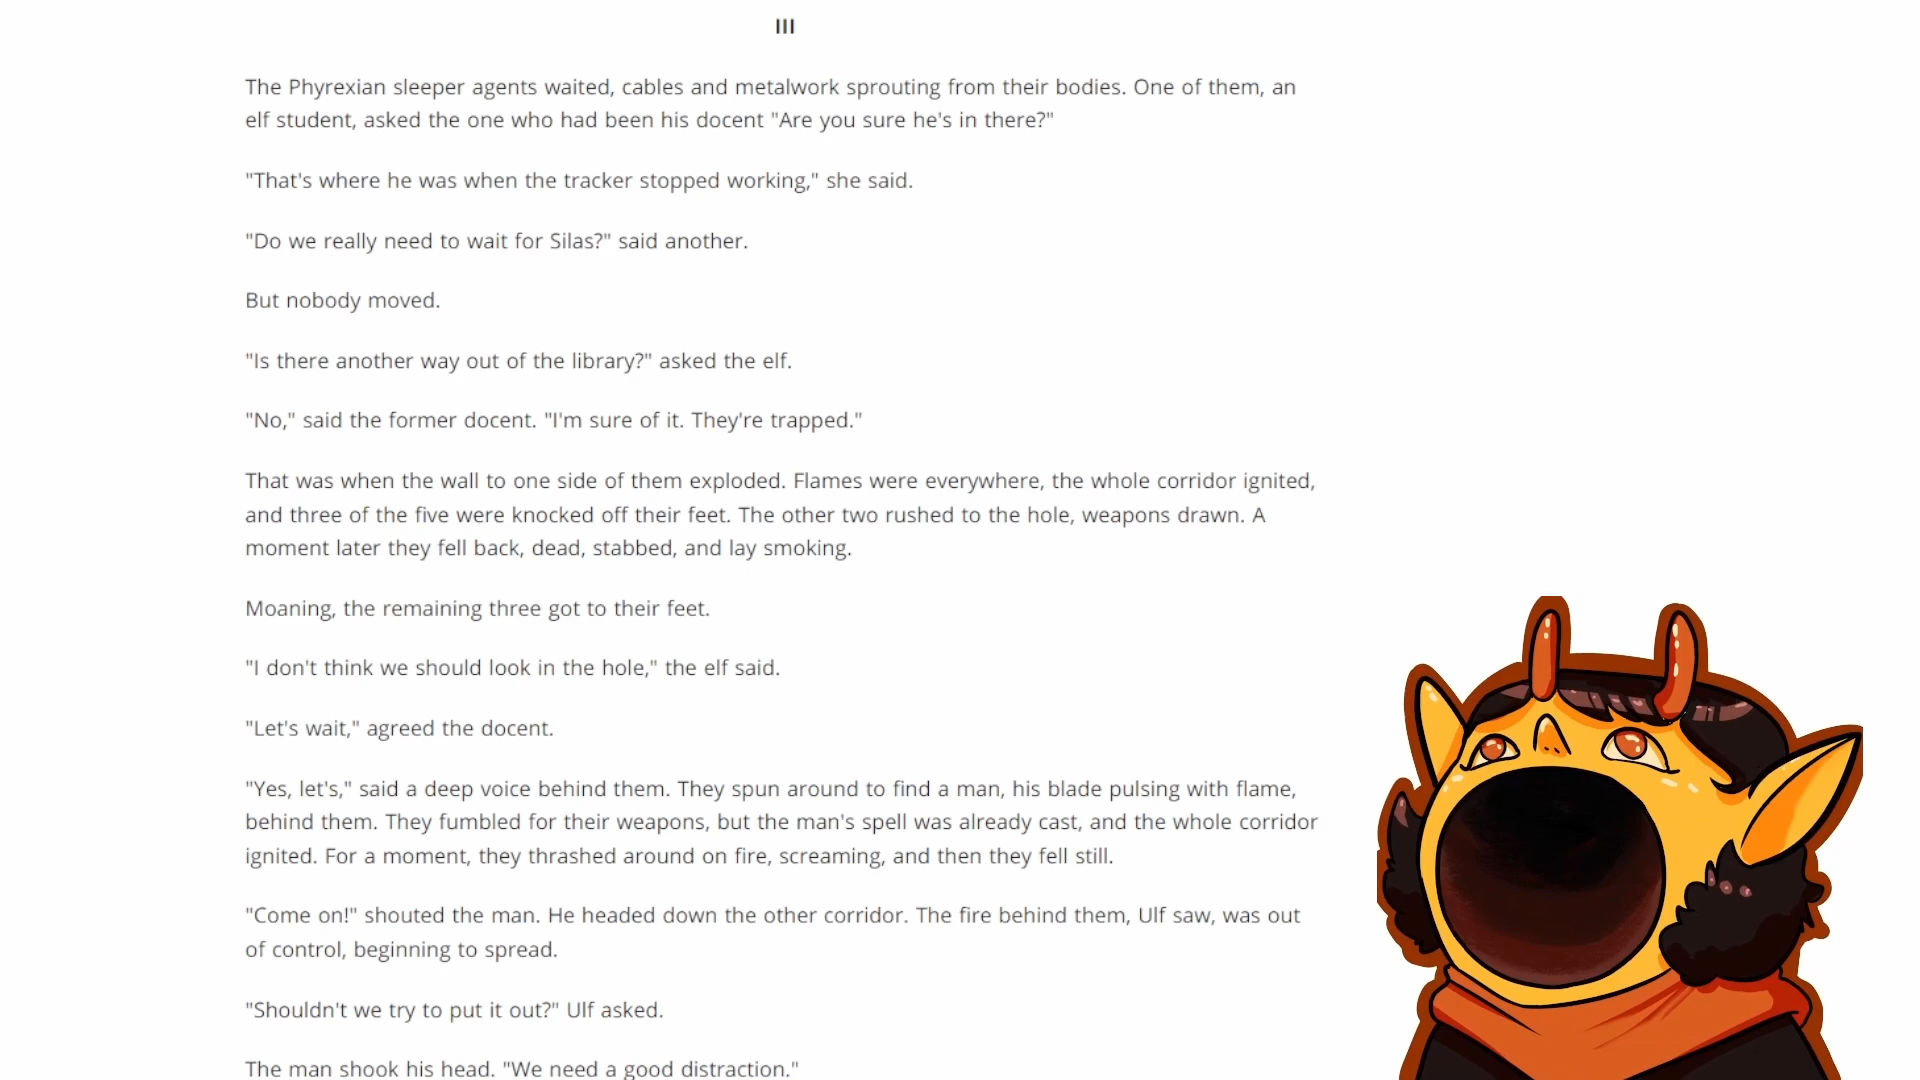 III
The Phyrexian sleeper agents waited, cables and metalwork sprouting from their bodies. One of them, an
elf student, asked the one who had been his docent "Are you sure he's in there?"
"That's where he was when the tracker stopped working," she said.
"Do we really need to wait for Silas?" said another.
But nobody moved.
"Is there another way out of the library?" asked the elf.
"No," said the former docent. "I'm sure of it. They're trapped."
That was when the wall to one side of them exploded. Flames were everywhere, the whole corridor ignited,
and three of the five were knocked off their feet. The other two rushed to the hole, weapons drawn. A
moment later they fell back, dead, stabbed, and lay smoking.
Moaning, the remaining three got to their feet.
"I don't think we should look in the hole," the elf said.
"Let's wait," agreed the docent.
"Yes, let's," said a deep voice behind them. They spun around to find a man, his blade pulsing with flame,
behind them. They fumbled for their weapons, but the man's spell was already cast, and the whole corridor
ignited. For a moment, they thrashed around on fire, screaming, and then they fell still.
"Come on!" shouted the man. He headed down the other corridor. The fire behind them, Ulf saw, was out
of control, beginning to spread.
"Shouldn't we try to put it out?" Ulf asked.
The man shook his head. "We need a good distraction."